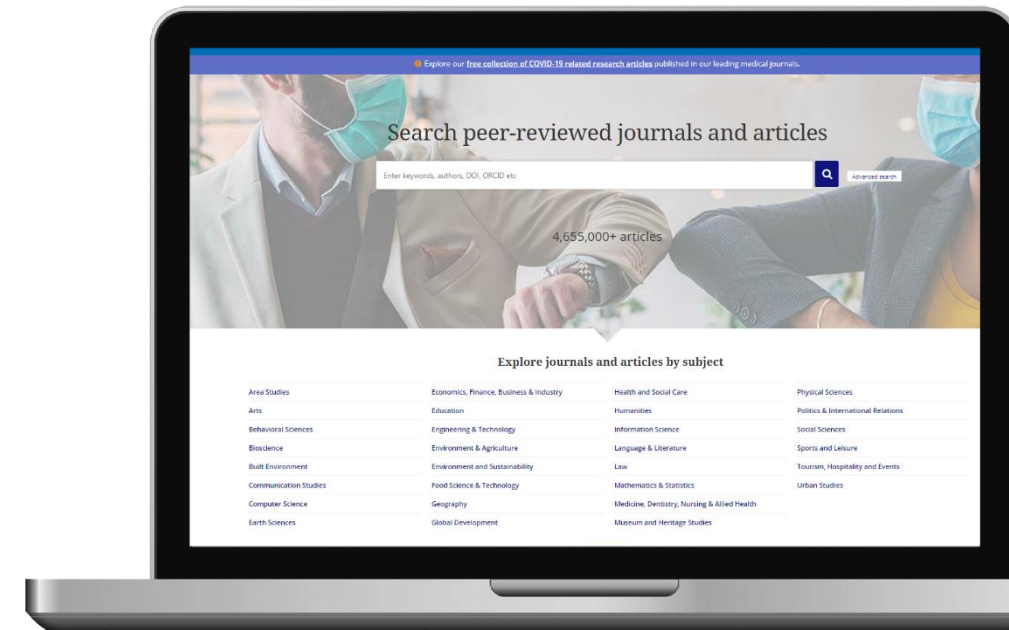 Explore our free collection of COVID-19 related research articles published in our leading medical journals.
Search peer-reviewed journals and articles
Enter keywords, authors, DOI, ORCID etc
Advanced search
4,655,000+ articles
Explore journals and articles by subject
Area Studies
Arts
Behavioral Sciences
Bioscience
Built Environment
Communication Studies
Computer Science
Earth Sciences
Economics, Finance, Business & Industry
Education
Engineering & Technology
Environment & Agriculture
Environment and Sustainability
Food Science & Technology
Geography
Global Development
Health and Social Care
Humanities
Information Science
Language & Literature
Law
Mathematics & Statistics
Medicine, Dentistry, Nursing & Allied Health
Museum and Heritage Studies
Physical Sciences
Politics & International Relations
Social Sciences
Sports and Leisure
Tourism, Hospitality and Events
Urban Studies